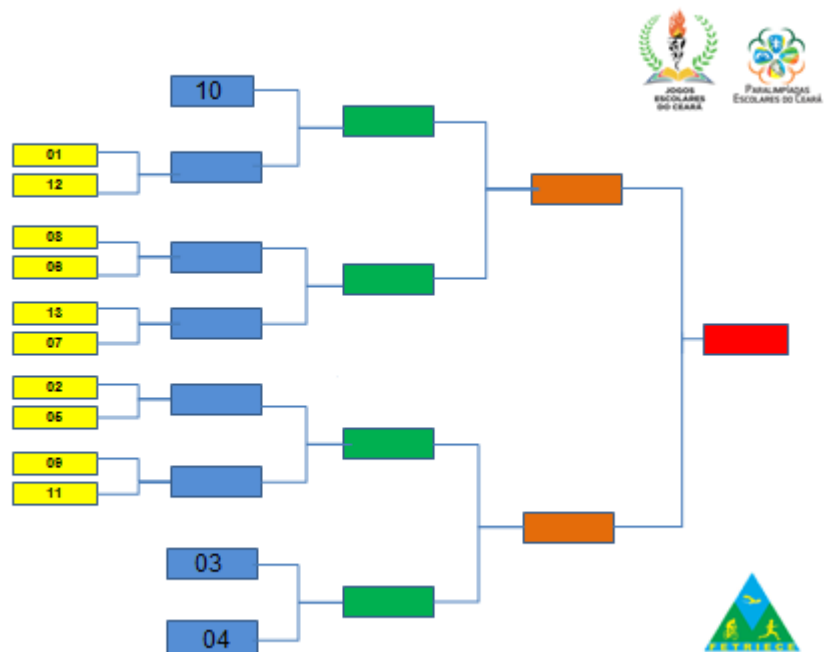 JOGOS
ESCOLARES
DO CEARÁ
PARALIMPÍADAS
ESCOLARES DO CEARÁ
10
01
12
08
06
13
07
02
05
09
11
03
04
FETRIECE